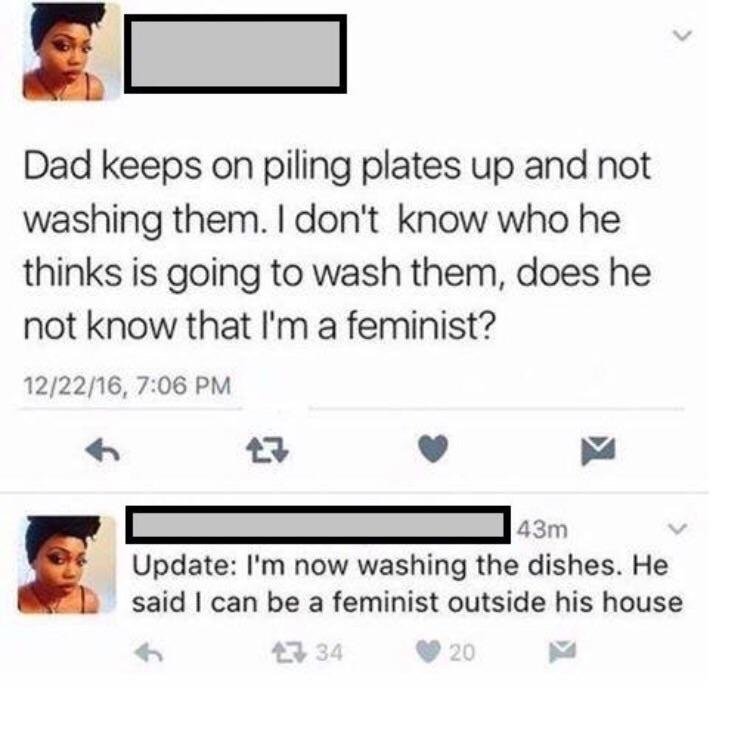 Dad keeps on piling plates up and not
washing them. I don't know who he
thinks is going to wash them, does he
not know that I'm a feminist?
12/22/16, 7:06 PM
43m
Update: I'm now washing the dishes. He
said I can be a feminist outside his house
34 20